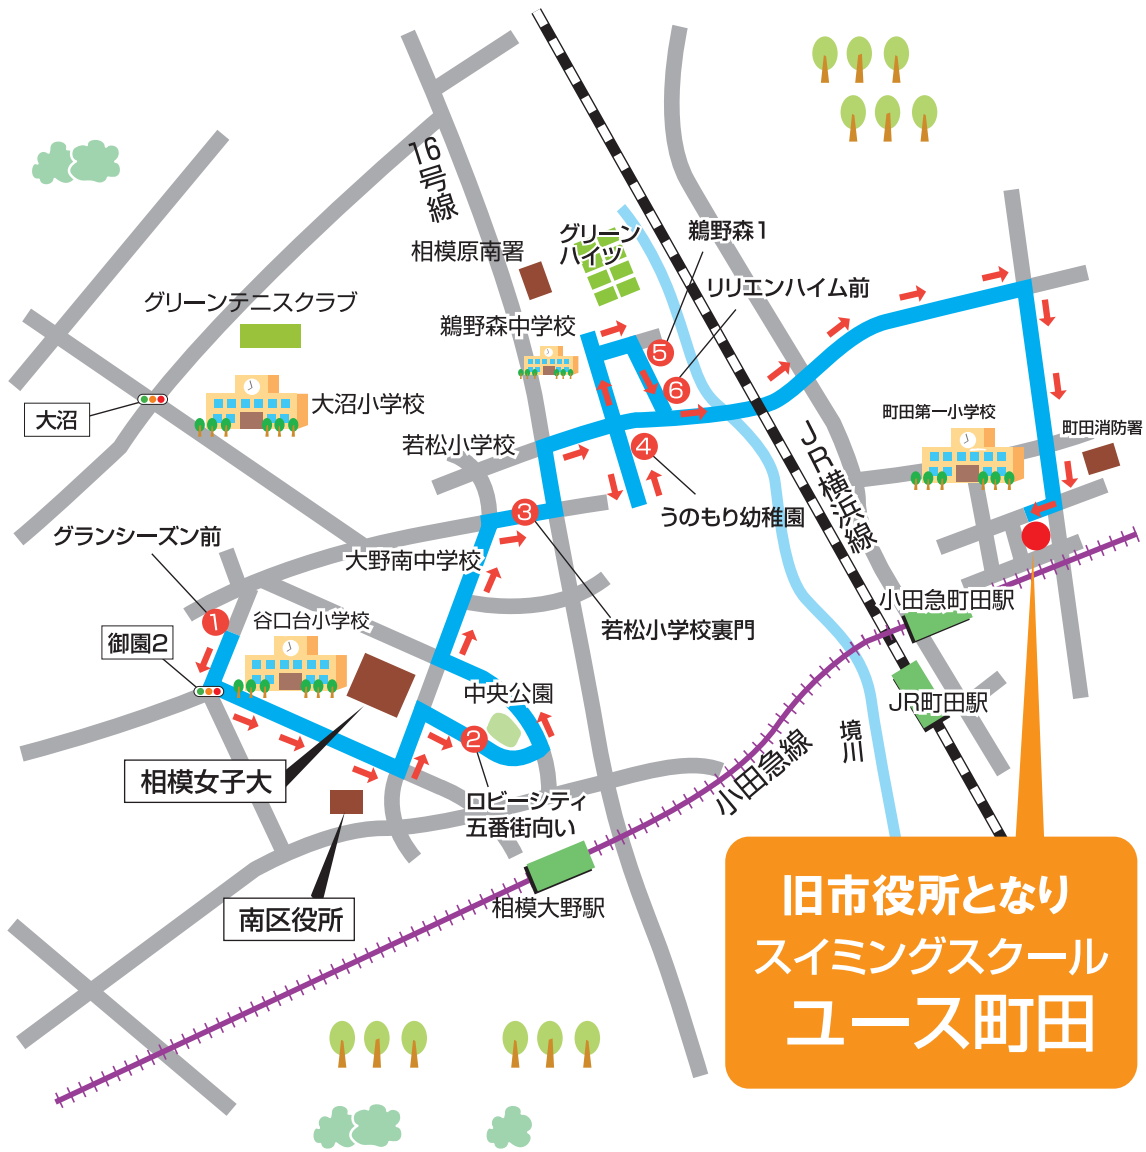 16号線
グリーン
ハイツ
鵜野森1
相模原南署
リリエンハイム前
グリーンテニスクラブ
鵜野森中学校
大沼
大沼小学校
5
6
町田第一小学校
町田消防署
若松小学校
4
JR横浜線
3
うのもり幼稚園
グランシーズン前
大野南中学校
小田急町田駅
1
谷口台小学校
若松小学校裏門
御園2
中央公園
JR町田駅
2
境川
小田急線
相模女子大
ロビーシティ
五番街向い
南区役所
相模大野駅
旧市役所となり
スイミングスクール
ユース町田